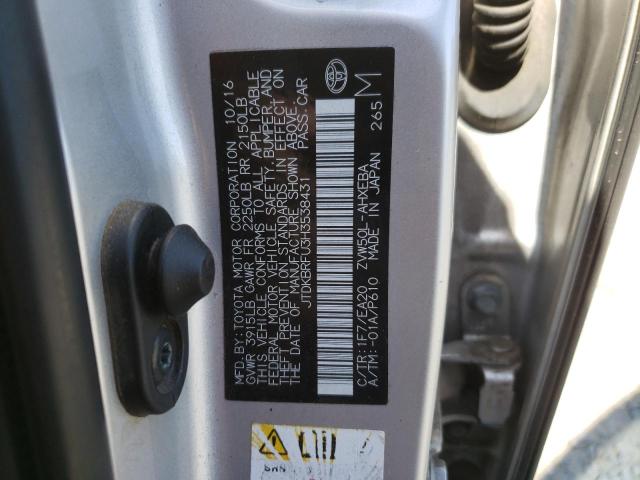 MFD. BY: TOYOTA MOTOR CORPORATION 10/16
GVWR 3915LB GAWR FR 2250LB RR 2150LB
THIS VEHICLE CONFORMS TO ALL APPLICABLE
FEDERAL MOTOR VEHICLE SAFETY, BUMPER AND
THEFT PREVENTION STANDARDS IN EFFECT ON
THE DATE OF MANUFACTURE SHOWN ABOVE.
JTDKBRFU3H3538431 PASS. CAR
C/TR: 1F7/EA20 ZVW50L-AHXEBA
A/TM: -01A/P610 MADE IN JAPAN 265 M